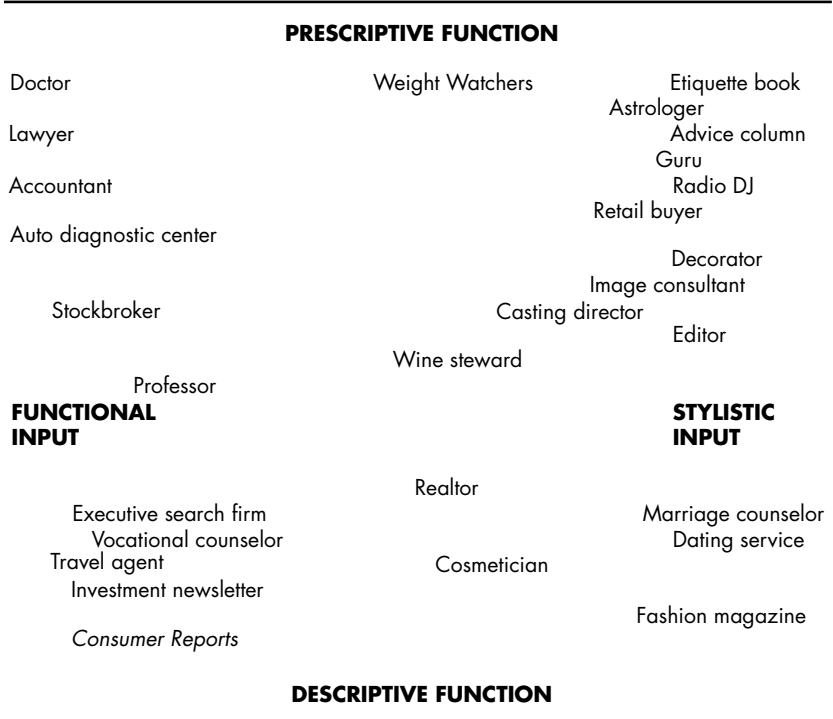 PRESCRIPTIVE FUNCTION
Doctor Weight Watchers Etiquette book
Astrologer
Lawyer Advice column
Guru
Accountant Radio DJ
Retail buyer
Auto diagnostic center
Decorator
Image consultant
Stockbroker Casting director
Editor
Wine steward
Professor
FUNCTIONAL STYLISTIC
INPUT INPUT
Realtor
Executive search firm Marriage counselor
Vocational counselor Dating service
Travel agent Cosmetician
Investment newsletter
Fashion magazine
Consumer Reports
DESCRIPTIVE FUNCTION